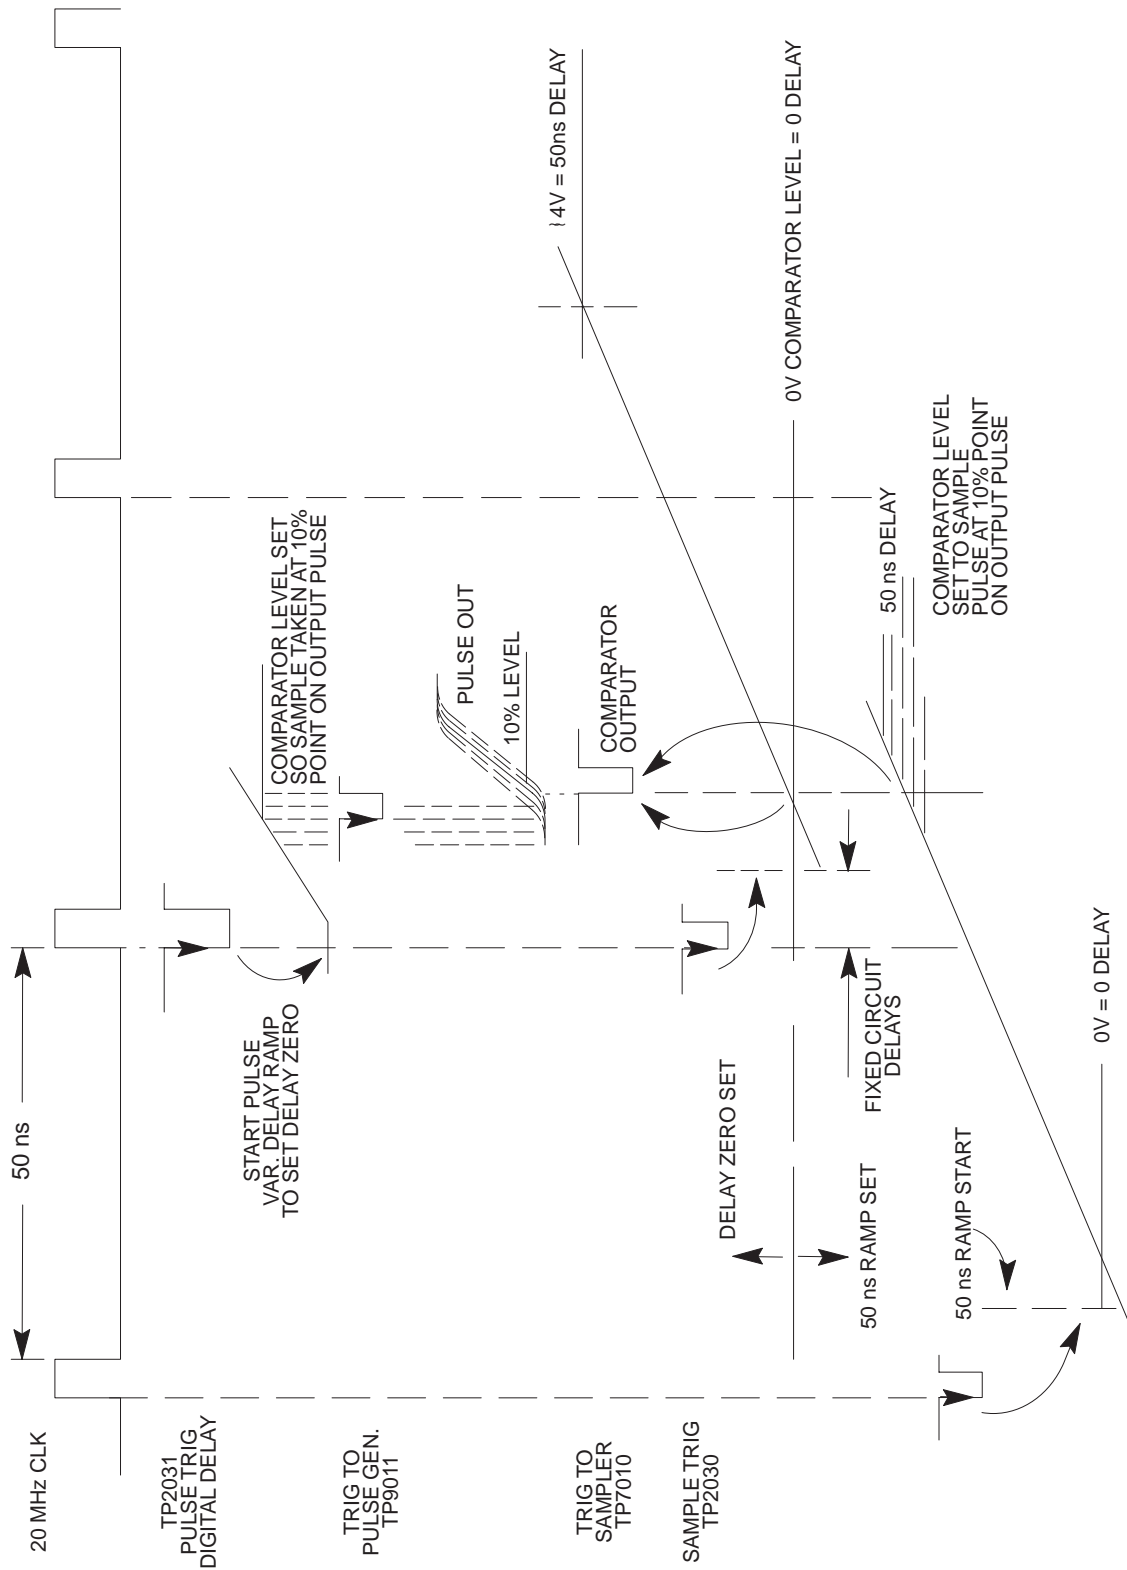 20 MHz CLK
50 ns
TP2031
PULSE TRIG
DIGITAL DELAY
START PULSE
VAR. DELAY RAMP
TO SET DELAY ZERO
COMPARATOR LEVEL SET
SO SAMPLE TAKEN AT 10%
POINT ON OUTPUT PULSE
TRIG TO
PULSE GEN.
TP9011
PULSE OUT
10% LEVEL
TRIG TO
SAMPLER
TP7010
COMPARATOR
OUTPUT
≀4V = 50ns DELAY
SAMPLE TRIG
TP2030
DELAY ZERO SET
0V COMPARATOR LEVEL = 0 DELAY
50 ns RAMP SET
FIXED CIRCUIT
DELAYS
50 ns DELAY
50 ns RAMP START
COMPARATOR LEVEL
SET TO SAMPLE
PULSE AT 10% POINT
ON OUTPUT PULSE
0V = 0 DELAY